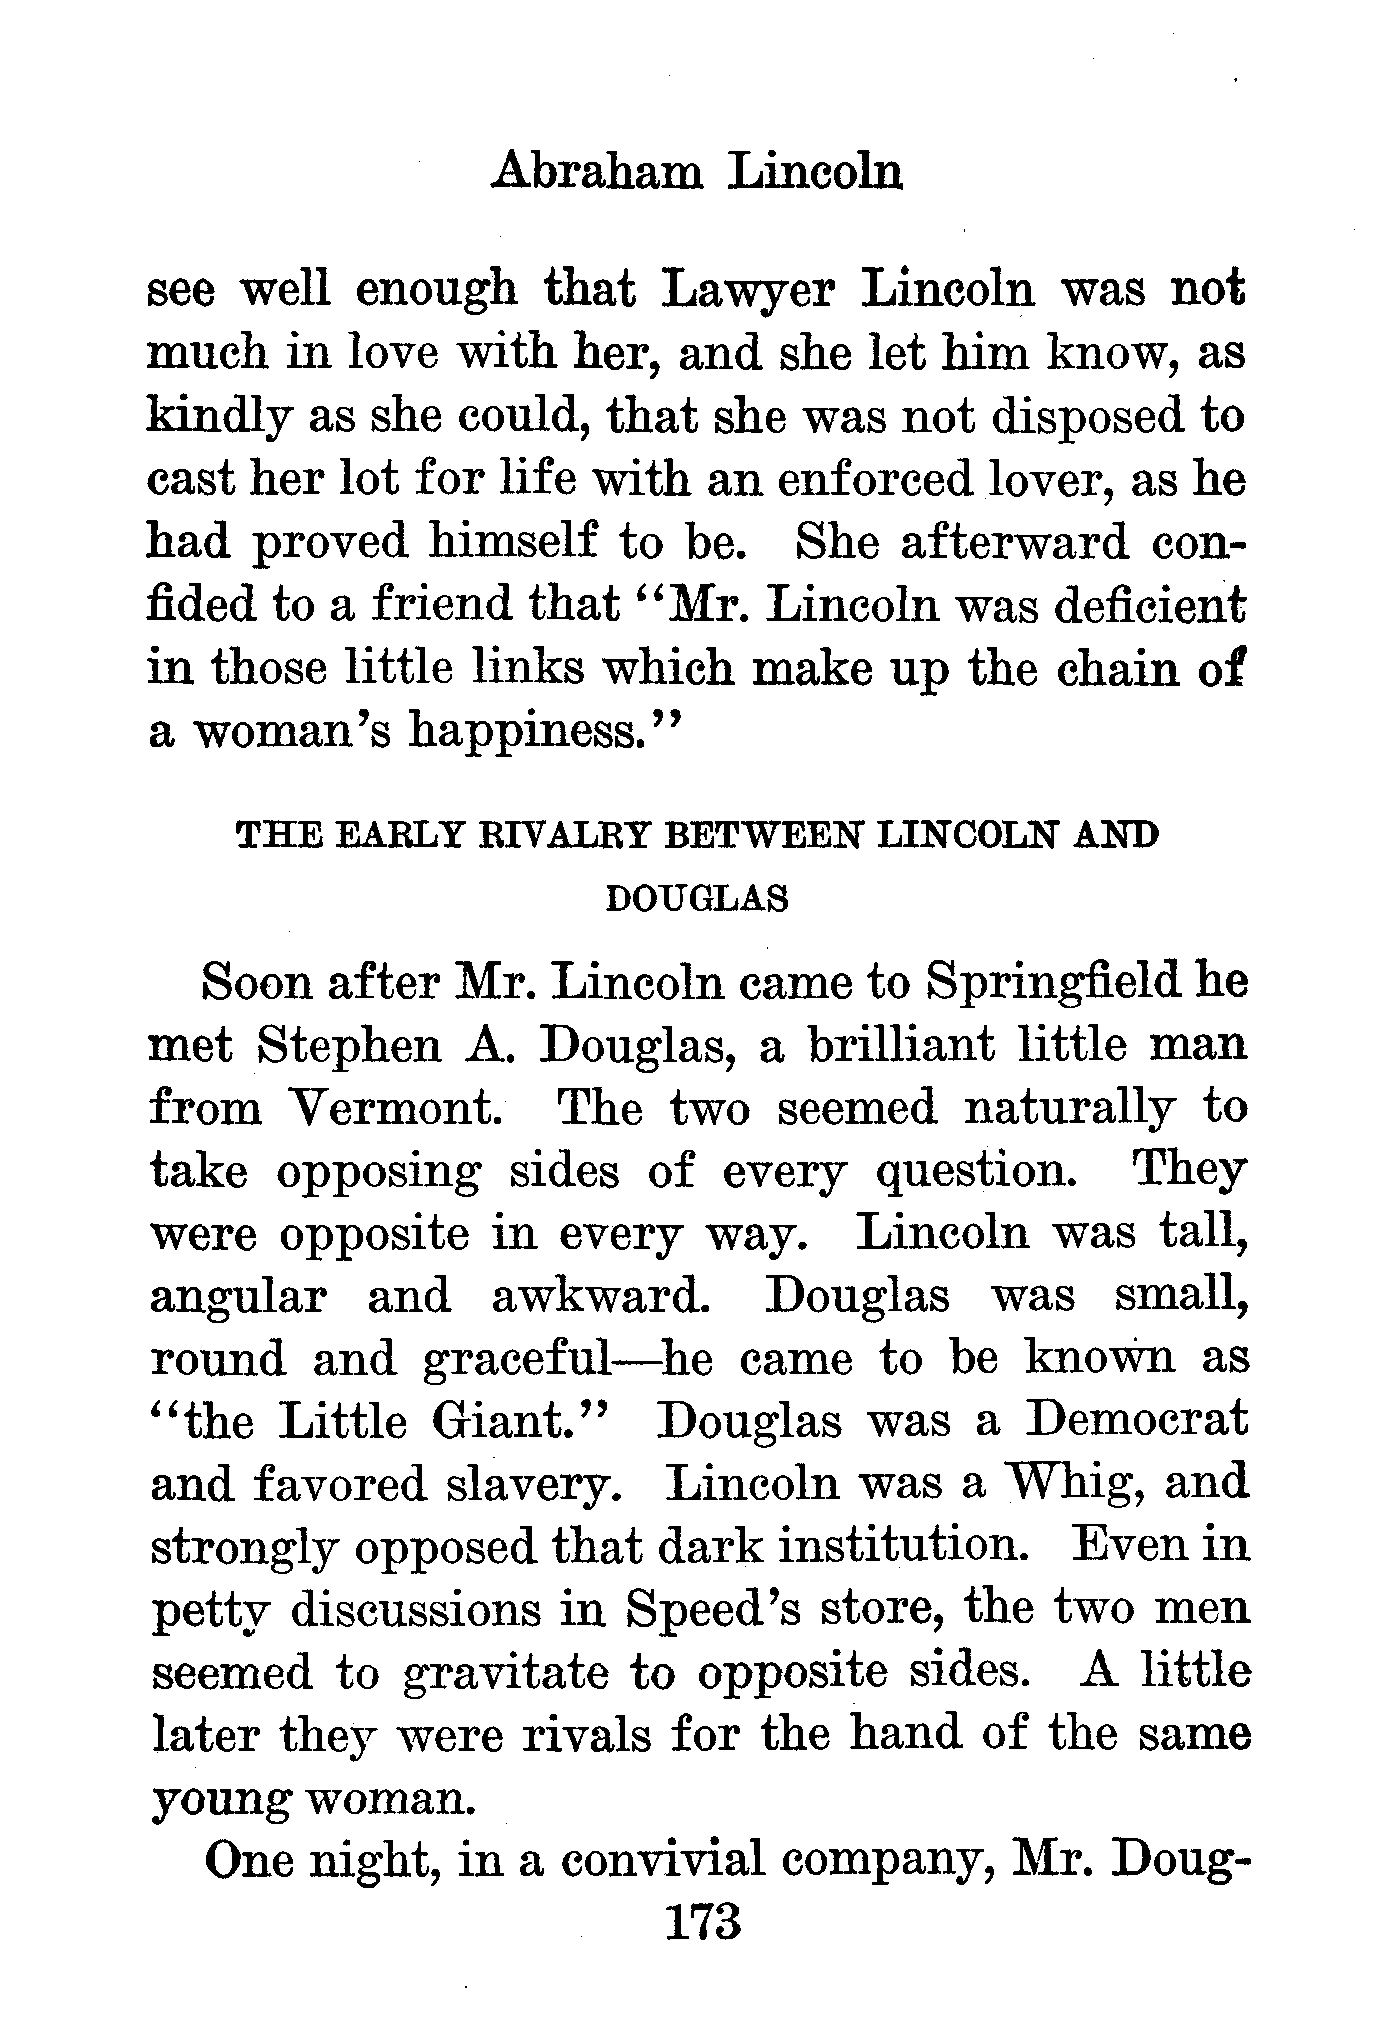 Abraham Lincoln
see well enough that Lawyer Lincoln was not
much in love with her, and she let him know, as
kindly as she could, that she was not disposed to
cast her lot for life with an enforced lover, as he
had proved himself to be. She afterward con-
fided to a friend that "Mr. Lincoln was deficient
in those little links which make up the chain of
a woman's happiness."
THE EARLY RIVALRY BETWEEN LINCOLN AND
DOUGLAS
Soon after Mr. Lincoln came to Springfield he
met Stephen A. Douglas, a brilliant little man
from Vermont. The two seemed naturally to
take opposing sides of every question. They
were opposite in every way. Lincoln was tall,
angular and awkward. Douglas was small,
round and graceful—he came to be known as
"the Little Giant." Douglas was a Democrat
and favored slavery. Lincoln was a Whig, and
strongly opposed that dark institution. Even in
petty discussions in Speed's store, the two men
seemed to gravitate to opposite sides. A little
later they were rivals for the hand of the same
young woman.
One night, in a convivial company, Mr. Doug-
173